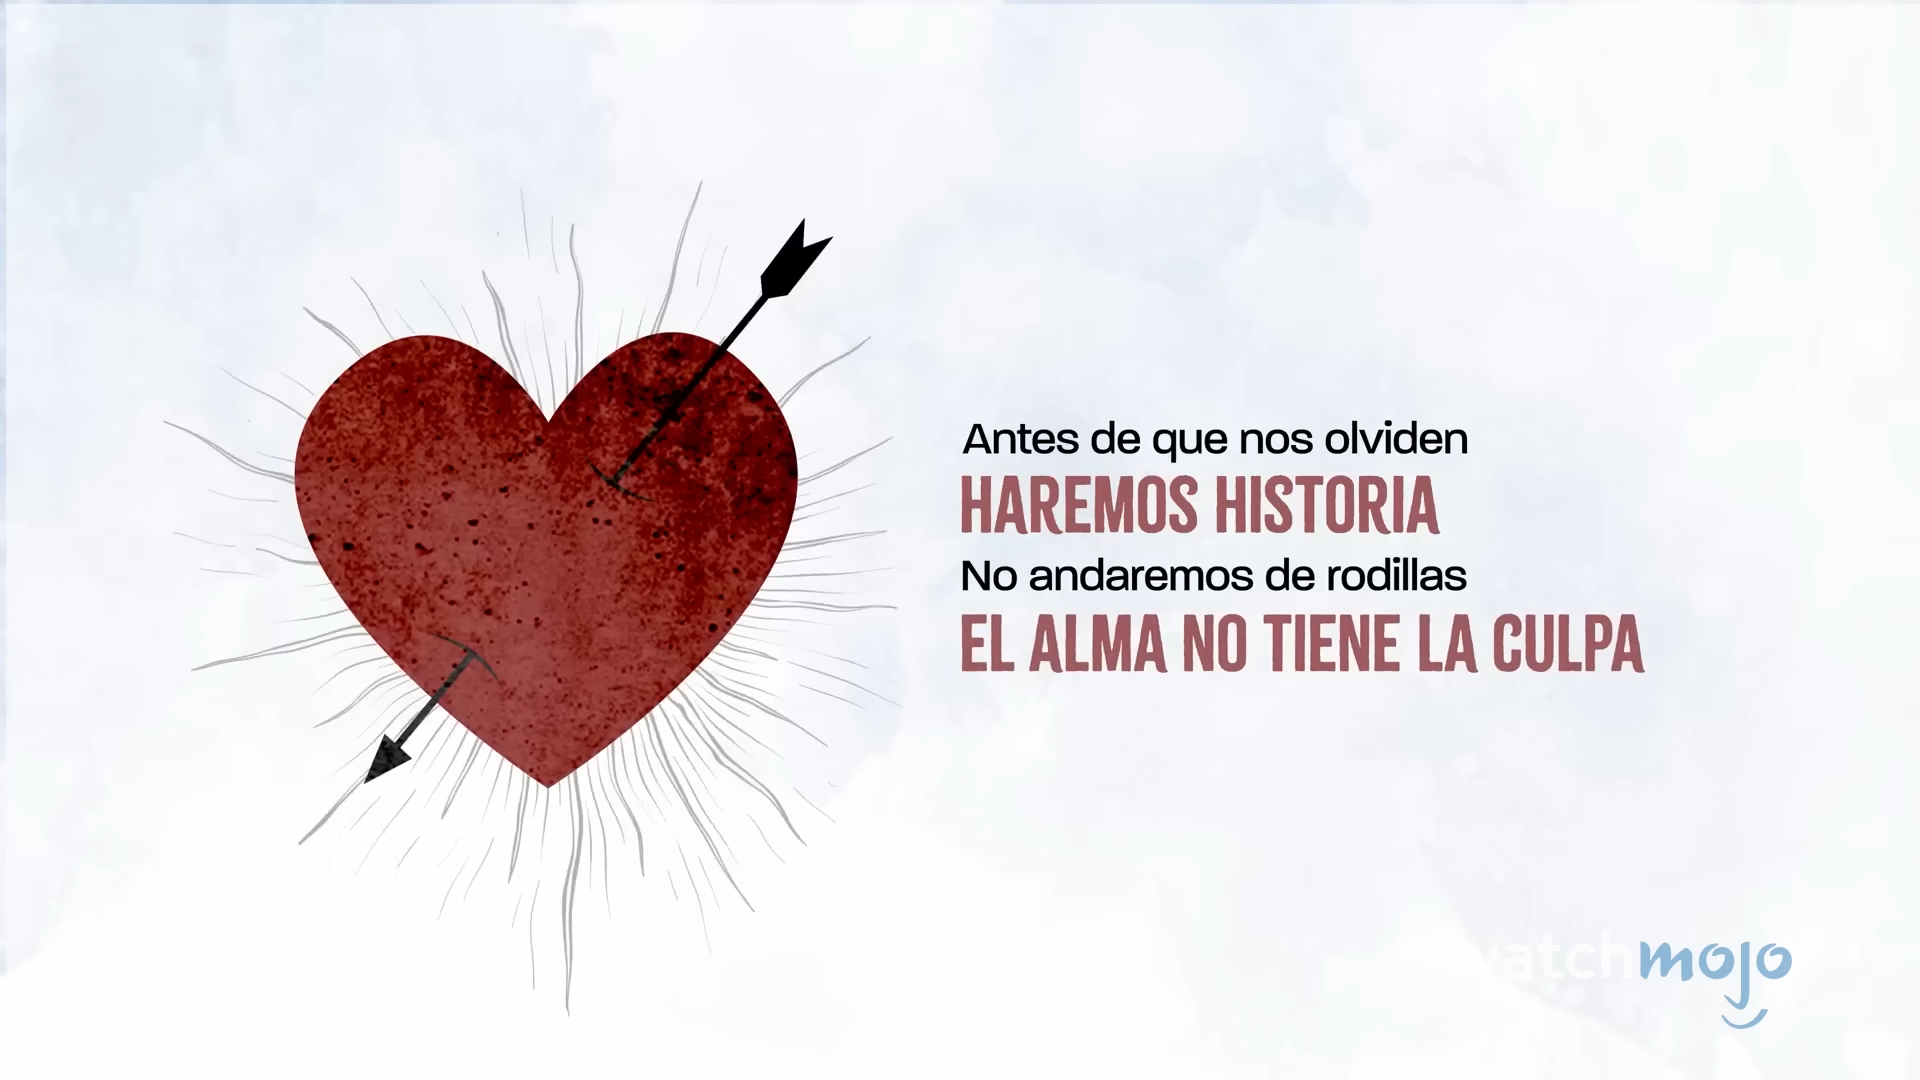 Antes de que nos olviden
HAREMOS HISTORIA
No andaremos de rodillas
EL ALMA NO TIENE LA CULPA
watchmojo